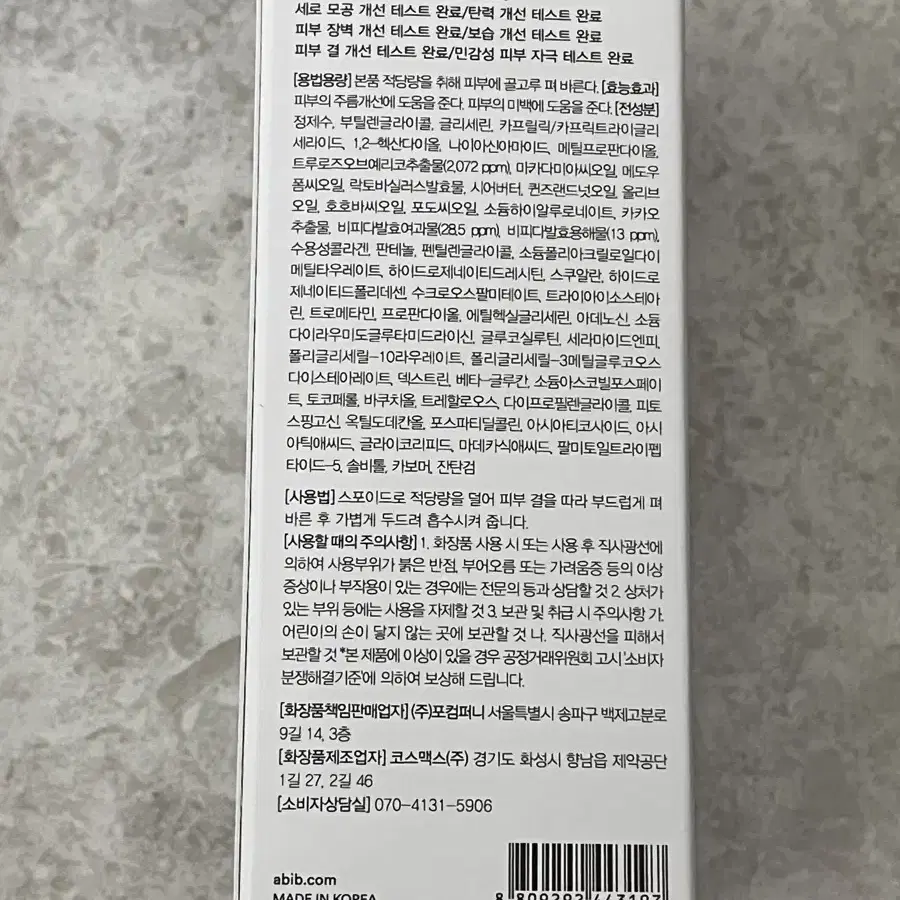 세로 모공 개선 테스트 완료/탄력 개선 테스트 완료
피부 장벽 개선 테스트 완료/보습 개선 테스트 완료
피부 결 개선 테스트 완료/민감성 피부 자극 테스트 완료
[용법용량] 본품 적당량을 취해 피부에 골고루 펴 바른다. [효능효과]
피부의 주름개선에 도움을 준다. 피부의 미백에 도움을 준다. [전성분]
정제수, 부틸렌글라이콜, 글리세린, 카프릴릭/카프릭트라이글리
세라이드, 1,2-헥산다이올, 나이아신아마이드, 메틸프로판다이올,
트루로즈오브예리코추출물(2,072 ppm), 마카다미아씨오일, 메도우
폼씨오일, 락토바실러스발효물, 시어버터, 퀸즈랜드넛오일, 올리브
오일, 호호바씨오일, 포도씨오일, 소듐하이알루로네이트, 카카오
추출물, 비피다발효여과물(28.5 ppm), 비피다발효용해물(13 ppm),
수용성콜라겐, 판테놀, 펜틸렌글라이콜, 소듐폴리아크릴로일다이
메틸타우레이트, 하이드로제네이티드레시틴, 스쿠알란, 하이드로
제네이티드폴리데센, 수크로오스팔미테이트, 트라이아이소스테아
린, 트로메타민, 프로판다이올, 에틸헥실글리세린, 아데노신, 소듐
다이라우미도글루타미드라이신, 글루코실루틴, 세라마이드엔피,
폴리글리세릴-10라우레이트, 폴리글리세릴-3메틸글루코오스
다이스테아레이트, 덱스트린, 베타-글루칸, 소듐아스코빌포스페이
트, 토코페롤, 바쿠치올, 트레할로오스, 다이프로필렌글라이콜, 피토
스핑고신, 옥틸도데칸올, 포스파티딜콜린, 아시아티코사이드, 아시
아틱애씨드, 글라이코리피드, 마데카식애씨드, 팔미토일트라이펩
타이드-5, 솔비톨, 카보머, 잔탄검
[사용법] 스포이드로 적당량을 덜어 피부 결을 따라 부드럽게 펴
바른 후 가볍게 두드려 흡수시켜 줍니다.
[사용할 때의 주의사항] 1. 화장품 사용 시 또는 사용 후 직사광선에
의하여 사용부위가 붉은 반점, 부어오름 또는 가려움증 등의 이상
증상이나 부작용이 있는 경우에는 전문의 등과 상담할 것 2. 상처가
있는 부위 등에는 사용을 자제할 것 3. 보관 및 취급 시 주의사항 가.
어린이의 손이 닿지 않는 곳에 보관할 것 나. 직사광선을 피해서
보관할 것 *본 제품에 이상이 있을 경우 공정거래위원회 고시 '소비자
분쟁해결기준'에 의하여 보상해 드립니다.
[화장품책임판매업자] (주)포컴퍼니 서울특별시 송파구 백제고분로
9길 14, 3층
[화장품제조업자] 코스맥스(주) 경기도 화성시 향남읍 제약공단
1길 27, 2길 46
[소비자상담실] 070-4131-5906
abib.com
MADE IN KOREA
8 809292 443197